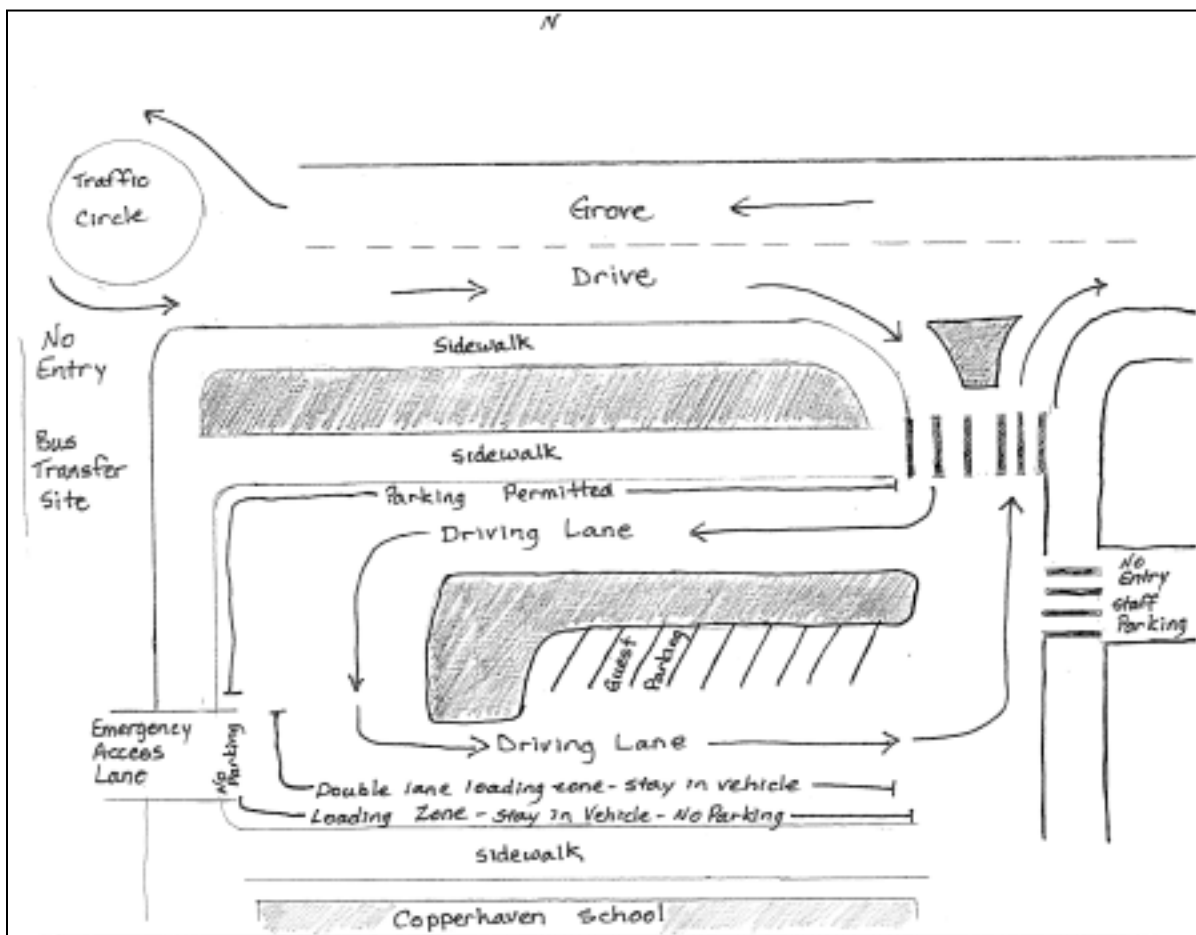 N
Traffic
Circle
Grove
Drive
No
Entry
Sidewalk
Bus
Transfer
Site
Sidewalk
Parking Permitted
Driving Lane
No
Entry
Staff
Parking
Guest Parking
Emergency
Access
Lane
No Parking
Driving Lane
Double lane loading zone - stay in vehicle
Loading Zone - Stay in Vehicle - No Parking
Sidewalk
Copperhaven School